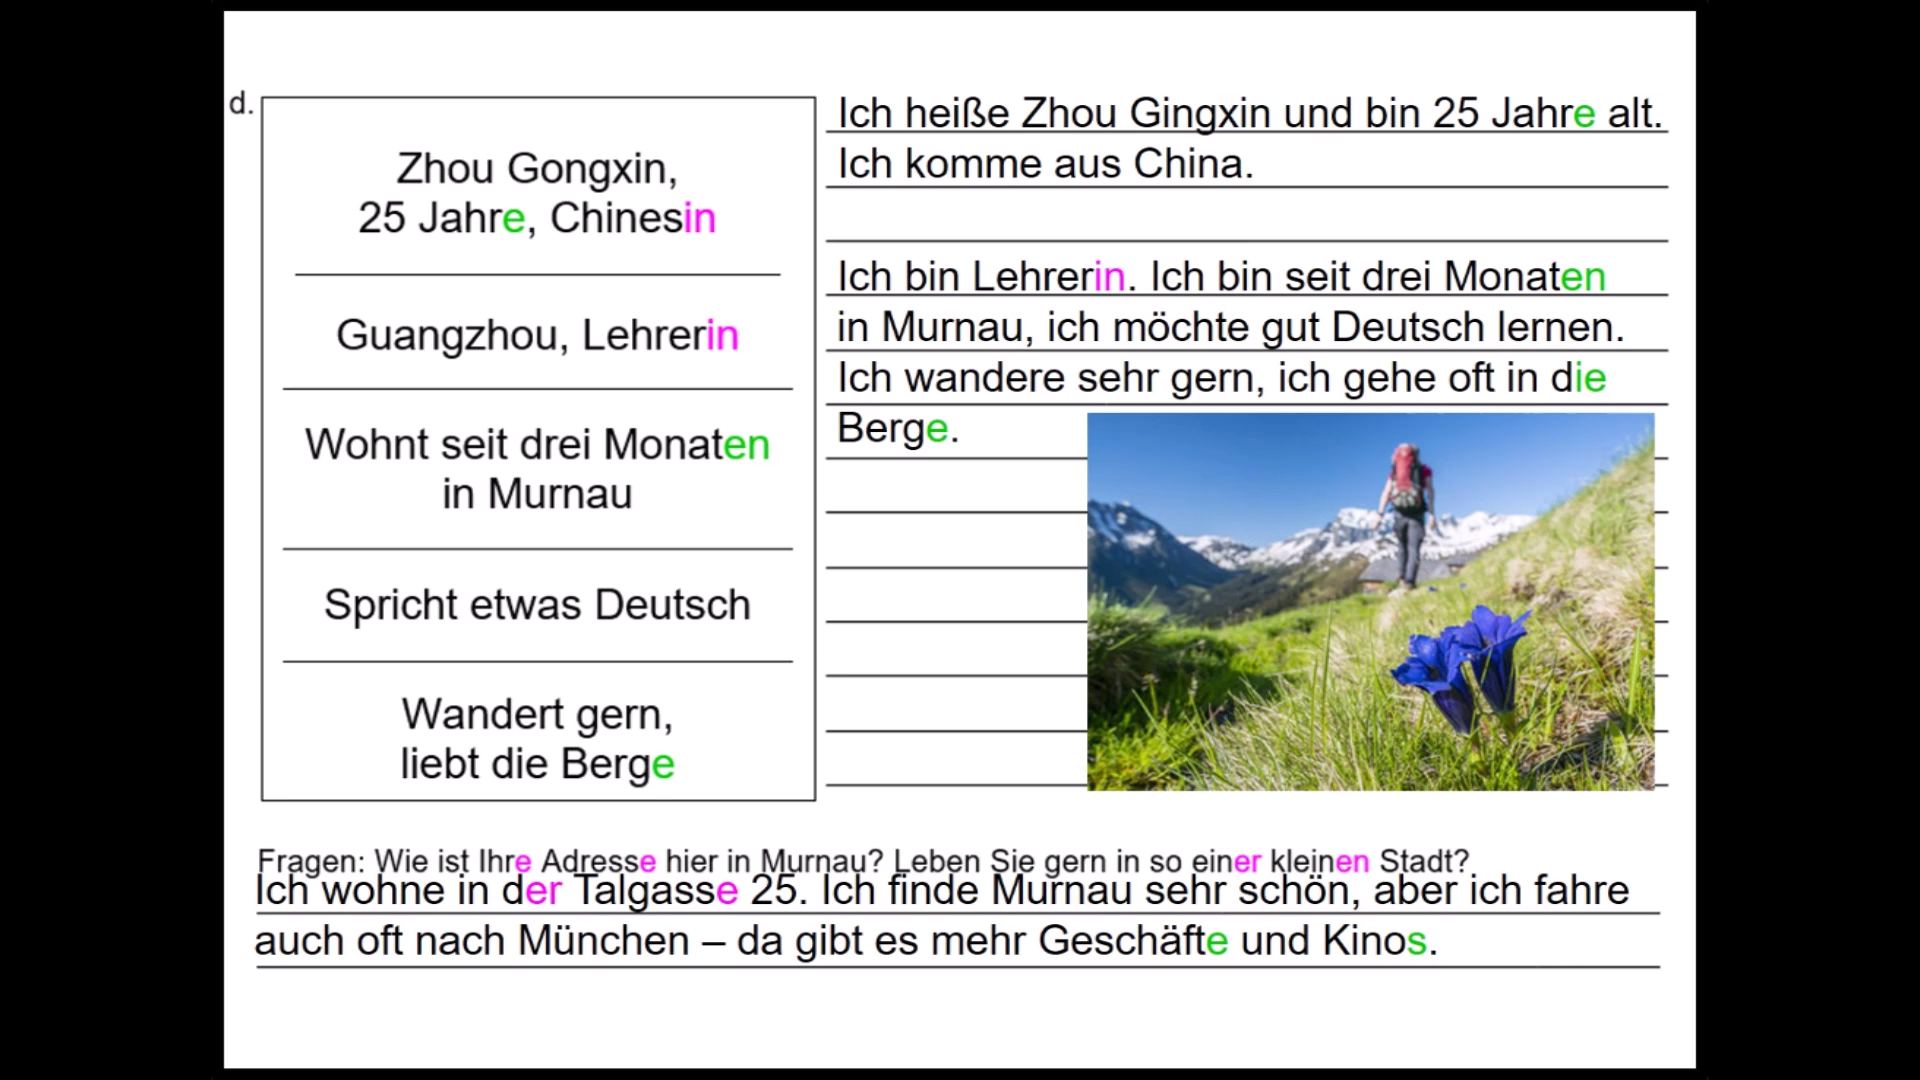 d.
Zhou Gongxin,
25 Jahre, Chinesin
Guangzhou, Lehrerin
Wohnt seit drei Monaten
in Murnau
Spricht etwas Deutsch
Wandert gern,
liebt die Berge
Ich heiße Zhou Gingxin und bin 25 Jahre alt.
Ich komme aus China.
Ich bin Lehrerin. Ich bin seit drei Monaten
in Murnau, ich möchte gut Deutsch lernen.
Ich wandere sehr gern, ich gehe oft in die
Berge.
Fragen: Wie ist Ihre Adresse hier in Murnau? Leben Sie gern in so einer kleinen Stadt?
Ich wohne in der Talgasse 25. Ich finde Murnau sehr schön, aber ich fahre
auch oft nach München – da gibt es mehr Geschäfte und Kinos.